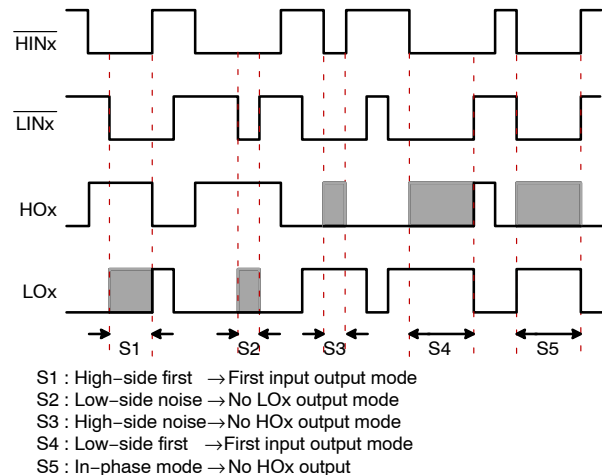 HINx
LINx
HOx
LOx
S1 S2 S3 S4 S5
S1 : High−side first →First input output mode
S2 : Low−side noise→No LOx output mode
S3 : High−side noise→No HOx output mode
S4 : Low−side first →First input output mode
S5 : In−phase mode→No HOx output